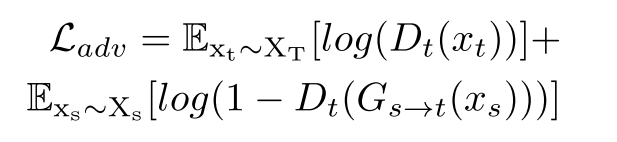 ℒ_{adv} = 𝔼_{x_t∼X_T}[log(D_t(x_t))]+
𝔼_{x_s∼X_s}[log(1 − D_t(G_{s→t}(x_s)))]